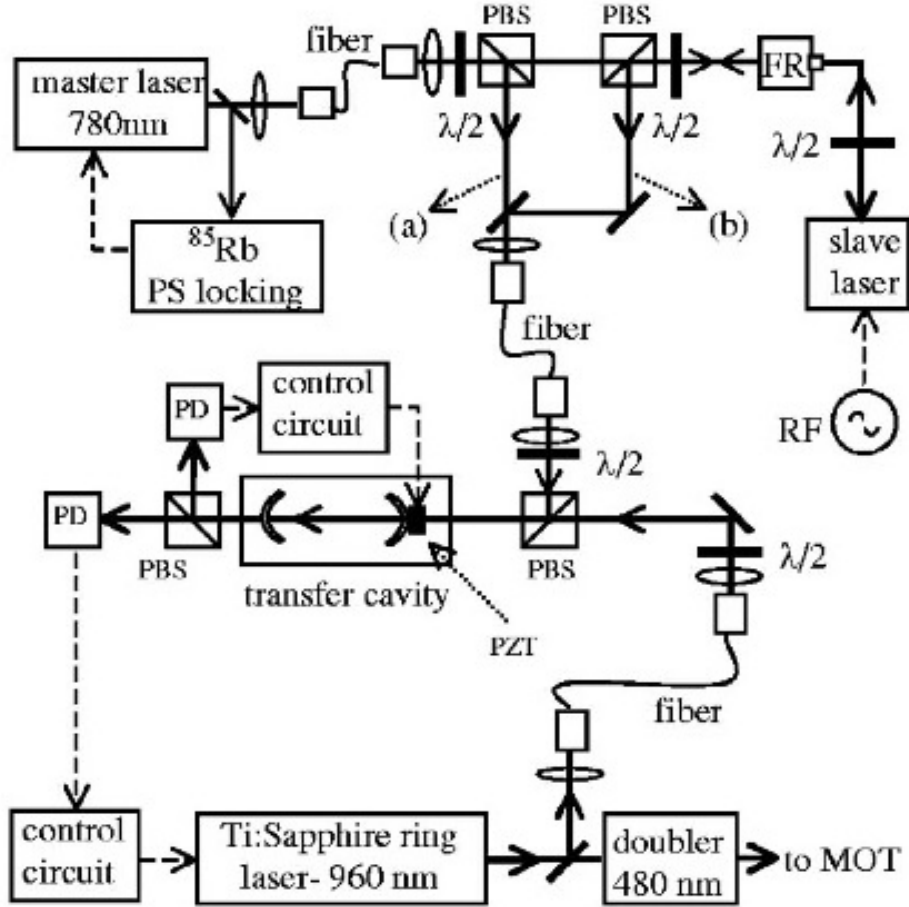 PBS
PBS
fiber
FR
master laser
780nm
λ/2
λ/2
λ/2
(a)
(b)
⁸⁵Rb
PS locking
slave
laser
fiber
RF
PD
control
circuit
λ/2
PD
PBS
PBS
λ/2
transfer cavity
PZT
fiber
control
circuit
Ti:Sapphire ring
laser- 960 nm
doubler
480 nm
to MOT